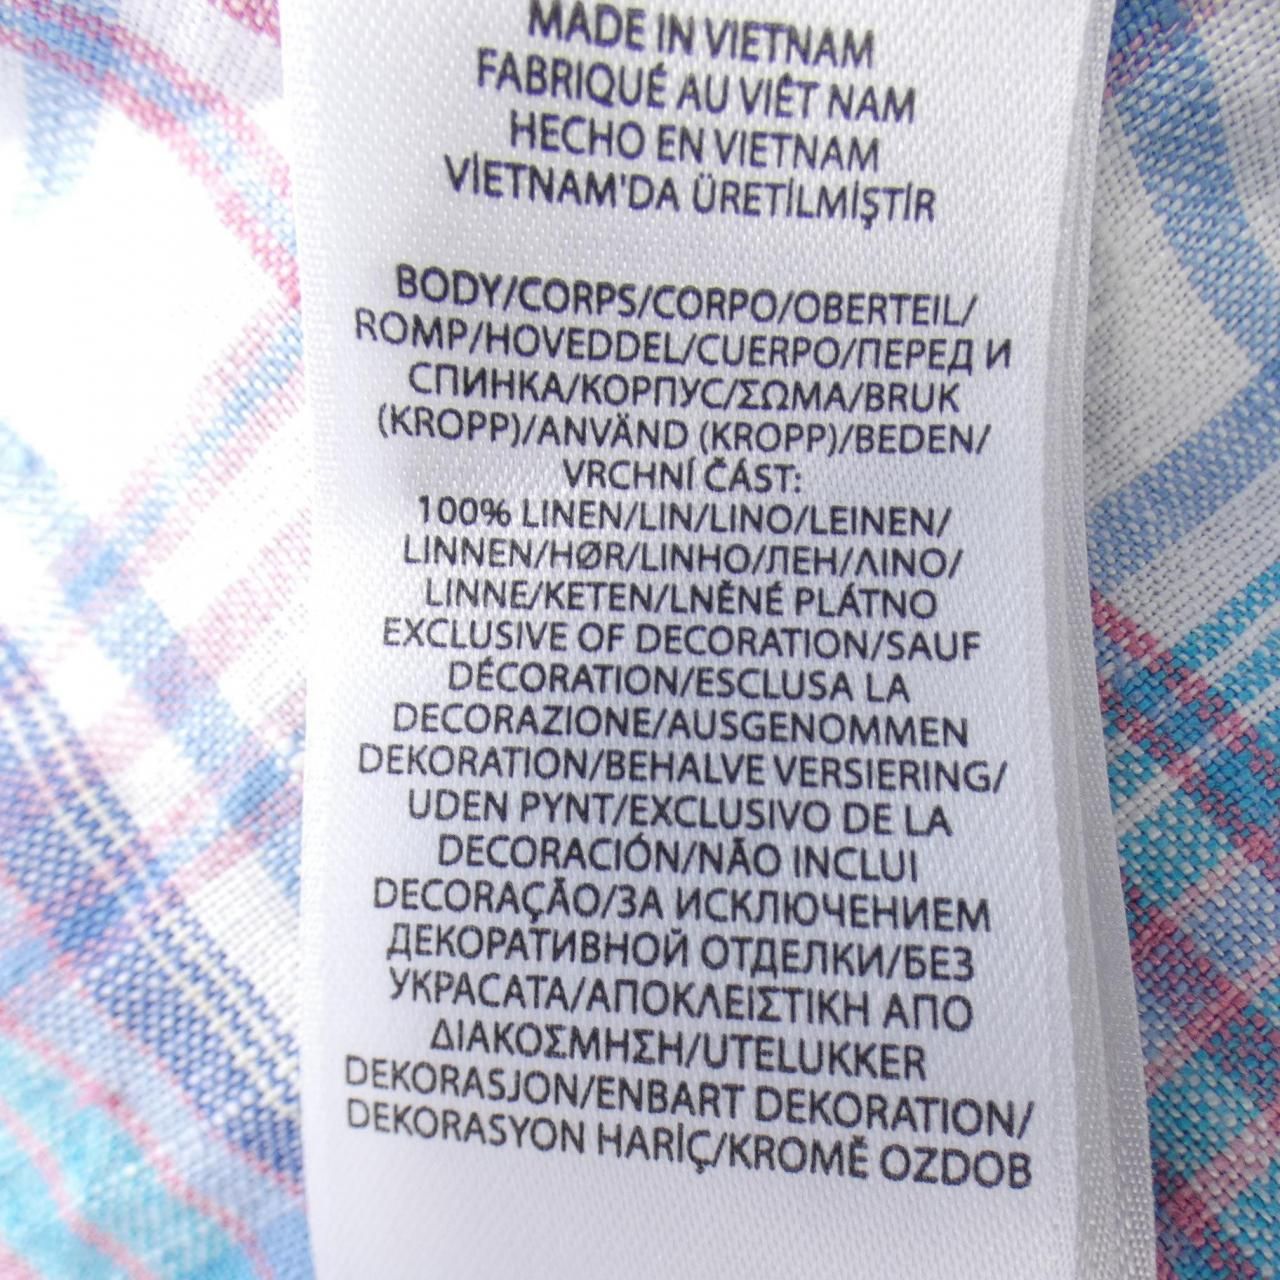 MADE IN VIETNAM
FABRIQUÉ AU VIÊT NAM
HECHO EN VIETNAM
VİETNAM'DA ÜRETİLMİŞTİR
BODY/CORPS/CORPO/OBERTEIL/
ROMP/HOVEDDEL/CUERPO/ПЕРЕД И
СПИНКА/КОРПУС/ΣΩΜΑ/BRUK
(KROPP)/ANVÄND (KROPP)/BEDEN/
VRCHNÍ ČÁST:
100% LINEN/LIN/LINO/LEINEN/
LINNEN/HØR/LINHO/ЛЕН/ΛΙΝΟ/
LINNE/KETEN/LNĚNÉ PLÁTNO
EXCLUSIVE OF DECORATION/SAUF
DÉCORATION/ESCLUSA LA
DECORAZIONE/AUSGENOMMEN
DEKORATION/BEHALVE VERSIERING/
UDEN PYNT/EXCLUSIVO DE LA
DECORACIÓN/NÃO INCLUI
DECORAÇÃO/ЗА ИСКЛЮЧЕНИЕМ
ДЕКОРАТИВНОЙ ОТДЕЛКИ/БЕЗ
УКРАСАТА/ΑΠΟΚΛΕΙΣΤΙΚΗ ΑΠΟ
ΔΙΑΚΟΣΜΗΣΗ/UTELUKKER
DEKORASJON/ENBART DEKORATION/
DEKORASYON HARİÇ/KROMĚ OZDOB